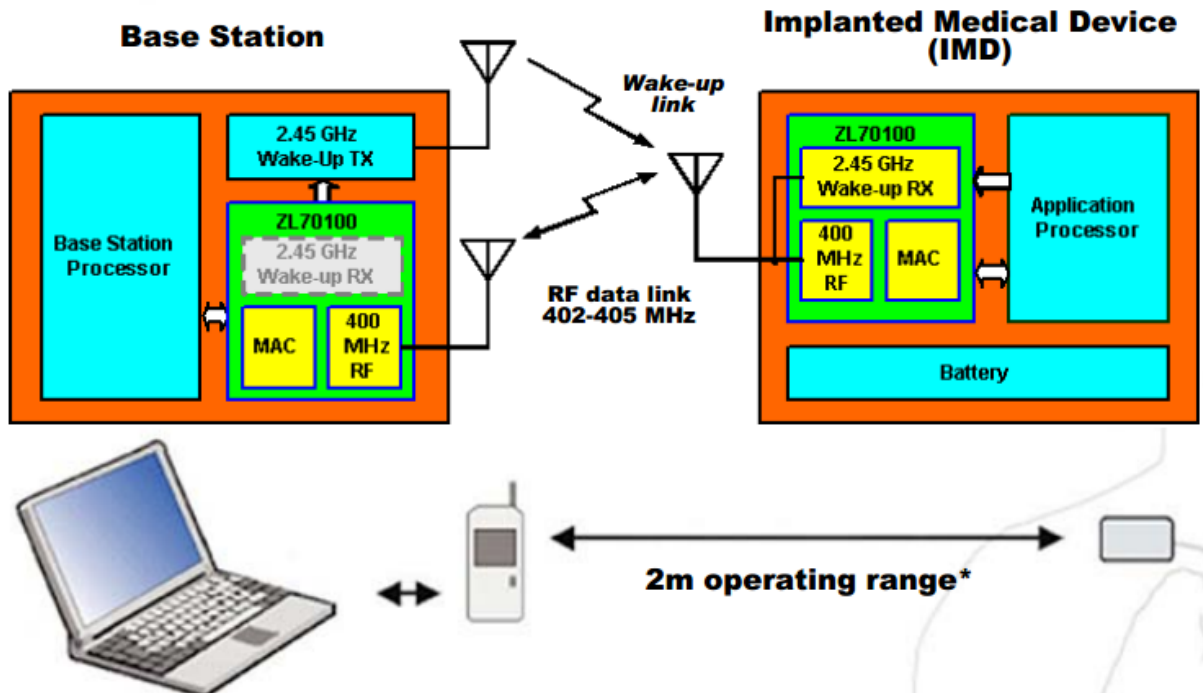 Base Station
Implanted Medical Device
(IMD)
Wake-up
link
2.45 GHz
Wake-Up TX
ZL70100
2.45 GHz
Wake-up RX
Base Station
Processor
MAC
400
MHz
RF
RF data link
402-405 MHz
ZL70100
2.45 GHz
Wake-up RX
400
MHz
RF
MAC
Application
Processor
Battery
2m operating range*